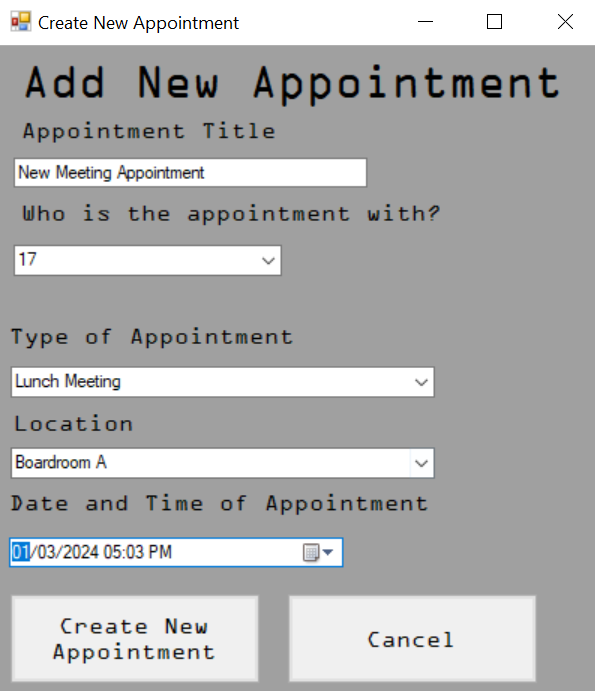 Create New Appointment
Add New Appointment
Appointment Title
New Meeting Appointment
Who is the appointment with?
17
Type of Appointment
Lunch Meeting
Location
Boardroom A
Date and Time of Appointment
01/03/2024 05:03 PM
Create New
Appointment
Cancel